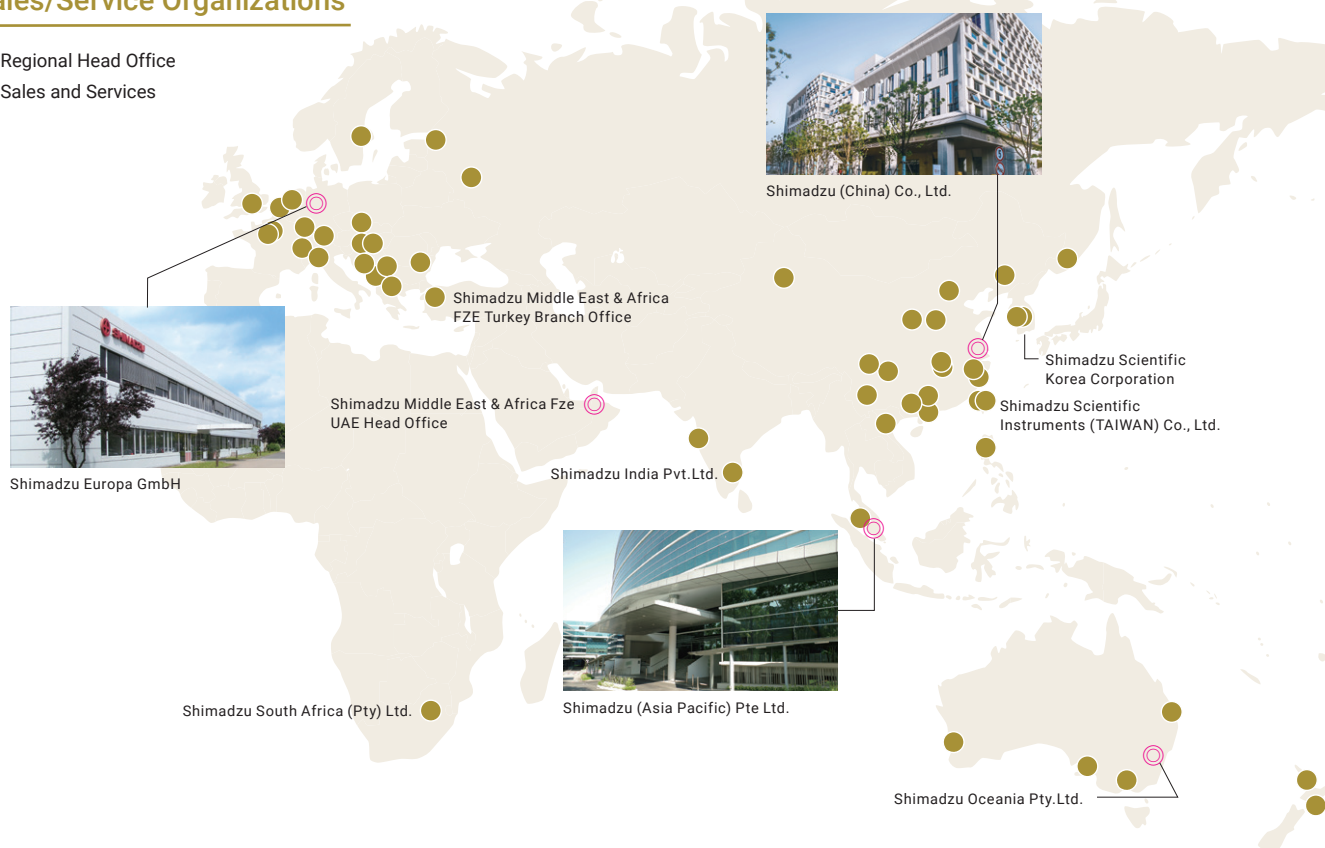 ales/Service Organizations
Regional Head Office
Sales and Services
Shimadzu (China) Co., Ltd.
Shimadzu Middle East & Africa
FZE Turkey Branch Office
SHIMADZU
Shimadzu Scientific
Korea Corporation
Shimadzu Middle East & Africa Fze
UAE Head Office
Shimadzu Scientific
Instruments (TAIWAN) Co., Ltd.
Shimadzu India Pvt.Ltd.
Shimadzu Europa GmbH
Shimadzu South Africa (Pty) Ltd.
Shimadzu (Asia Pacific) Pte Ltd.
Shimadzu Oceania Pty.Ltd.